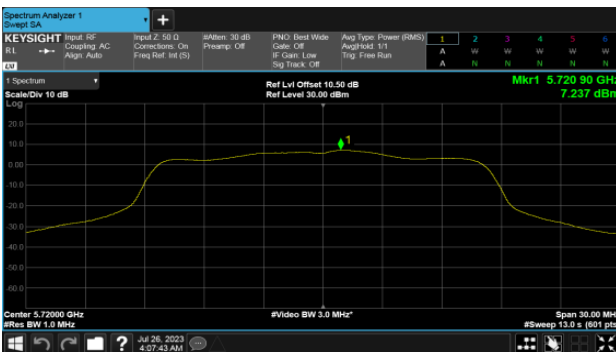 Spectrum Analyzer 1
Swept SA
+
KEYSIGHT
RL
Input: RF
Coupling: AC
Align: Auto
Input Z: 50 Ω
Corrections: On
Freq Ref: Int (S)
#Atten: 30 dB
Preamp: Off
PNO: Best Wide
Gate: Off
IF Gain: Low
Sig Track: Off
Avg Type: Power (RMS)
Avg|Hold: 1/1
Trig: Free Run
1 2 3 4 5 6
A W W W W W
A N N N N N
1 Spectrum
Scale/Div 10 dB
Ref Lvl Offset 10.50 dB
Ref Level 30.00 dBm
Mkr1 5.720 90 GHz
7.237 dBm
Log
20.0
10.0
0.00
-10.0
-20.0
-30.0
-40.0
-50.0
-60.0
1
Center 5.72000 GHz
#Res BW 1.0 MHz
#Video BW 3.0 MHz*
Span 30.00 MHz
#Sweep 13.0 s (601 pts)
?
Jul 26, 2023
4:07:43 AM